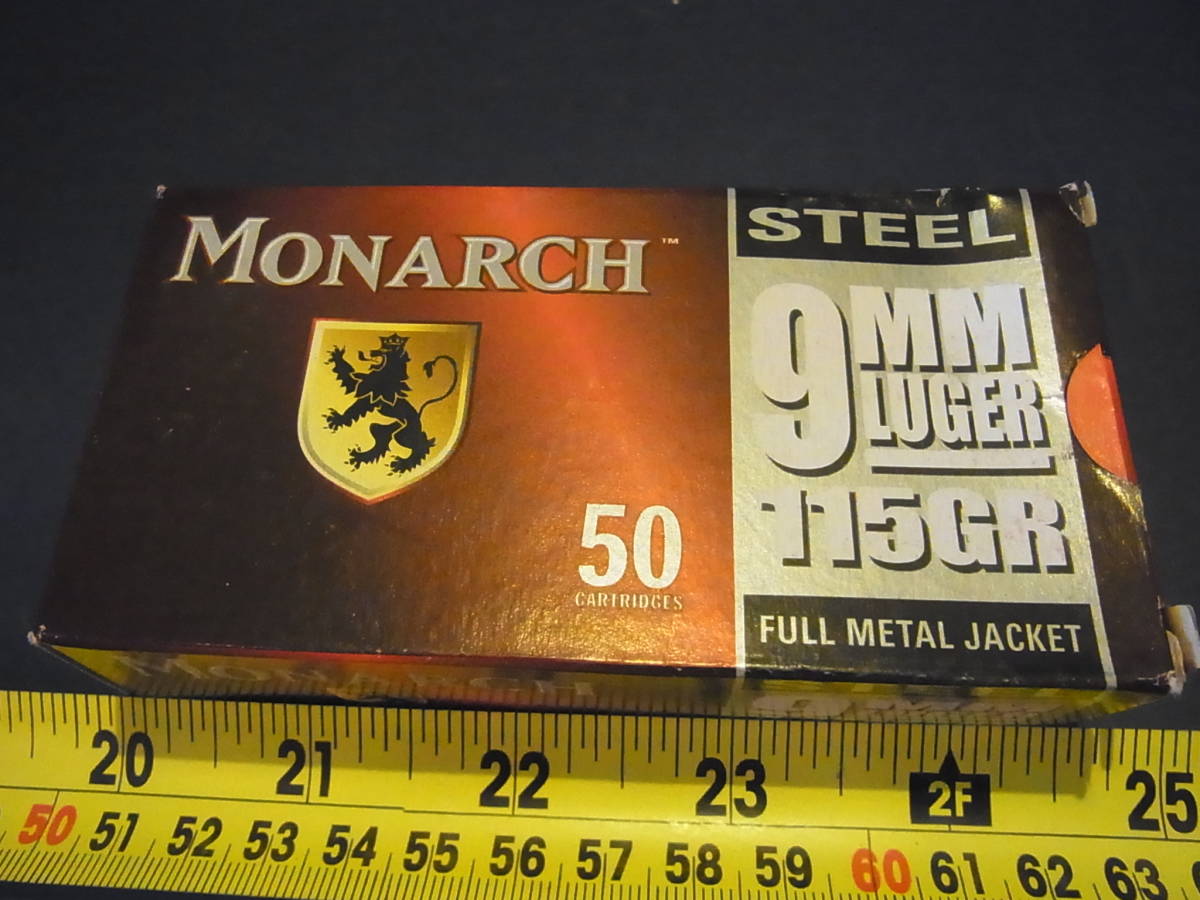 MONARCH™
STEEL
9MM
LUGER
115GR
50
CARTRIDGES
FULL METAL JACKET
MONARCH
20 21 22 23 2F 25
50 51 52 53 54 55 56 57 58 59 60 61 62 63